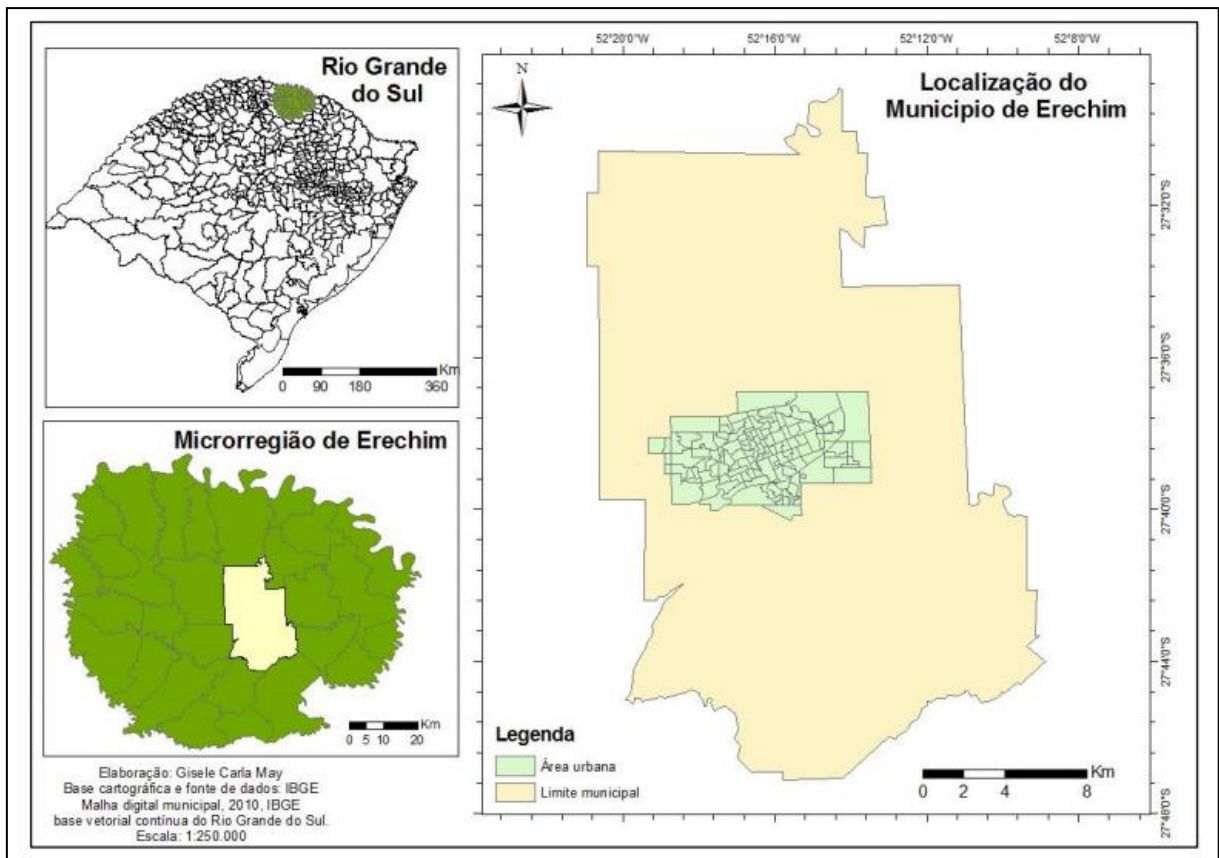 Rio Grande
do Sul
Km
0 90 180 360
Microrregião de Erechim
Km
0 5 10 20
Elaboração: Gisele Carla May
Base cartográfica e fonte de dados: IBGE
Malha digital municipal, 2010, IBGE
base vetorial contínua do Rio Grande do Sul.
Escala: 1:250.000
52°20'0"W 52°16'0"W 52°12'0"W 52°8'0"W
N
Localização do
Municipio de Erechim
27°32'0"S
27°36'0"S
27°40'0"S
27°44'0"S
27°48'0"S
Legenda
Área urbana
Limite municipal
Km
0 2 4 8